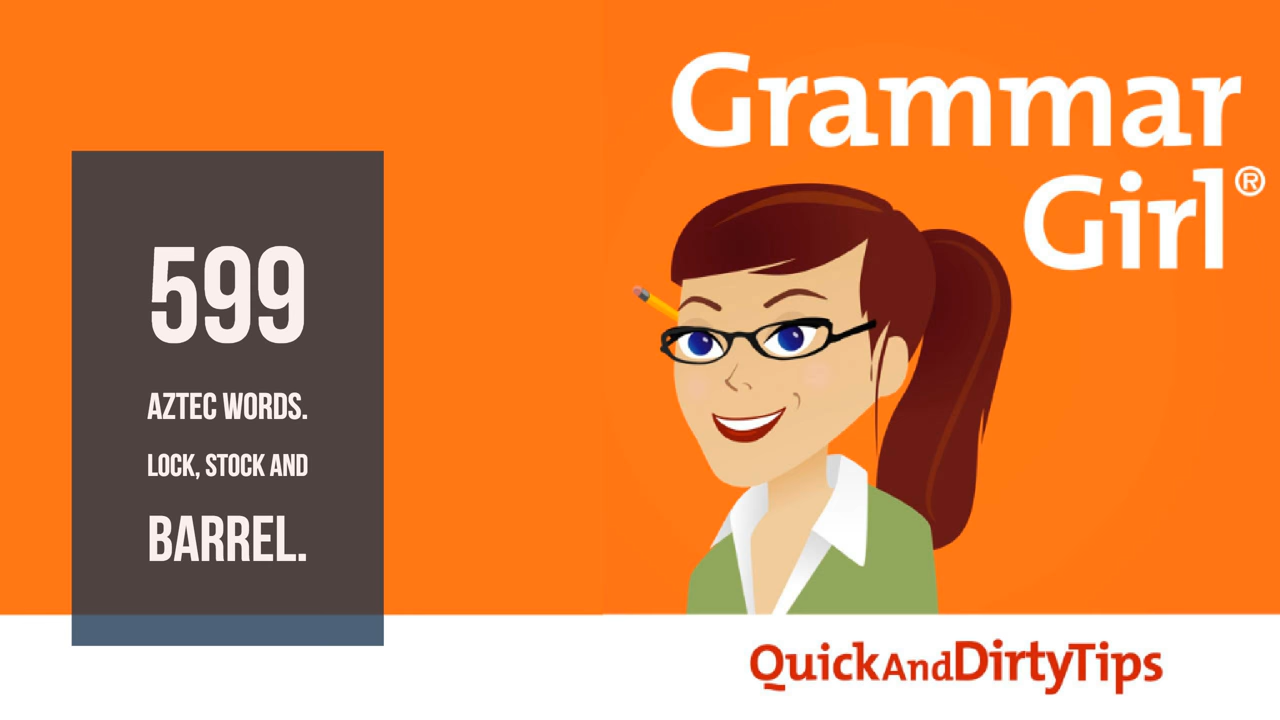 599
AZTEC WORDS.
LOCK, STOCK AND
BARREL.
Grammar
Girl®
QuickAndDirtyTips